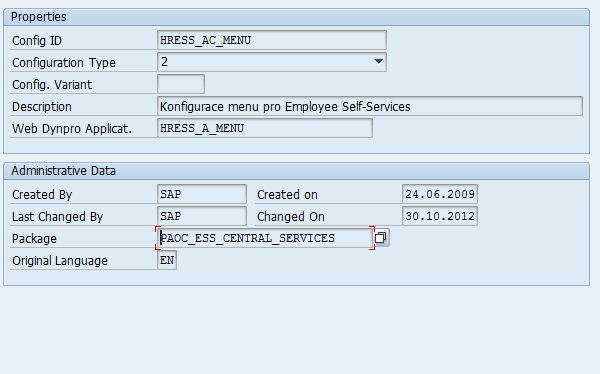 Properties
Config ID HRESS_AC_MENU
Configuration Type 2
Config. Variant
Description Konfigurace menu pro Employee Self-Services
Web Dynpro Applicat. HRESS_A_MENU
Administrative Data
Created By SAP Created on 24.06.2009
Last Changed By SAP Changed On 30.10.2012
Package PAOC_ESS_CENTRAL_SERVICES
Original Language EN